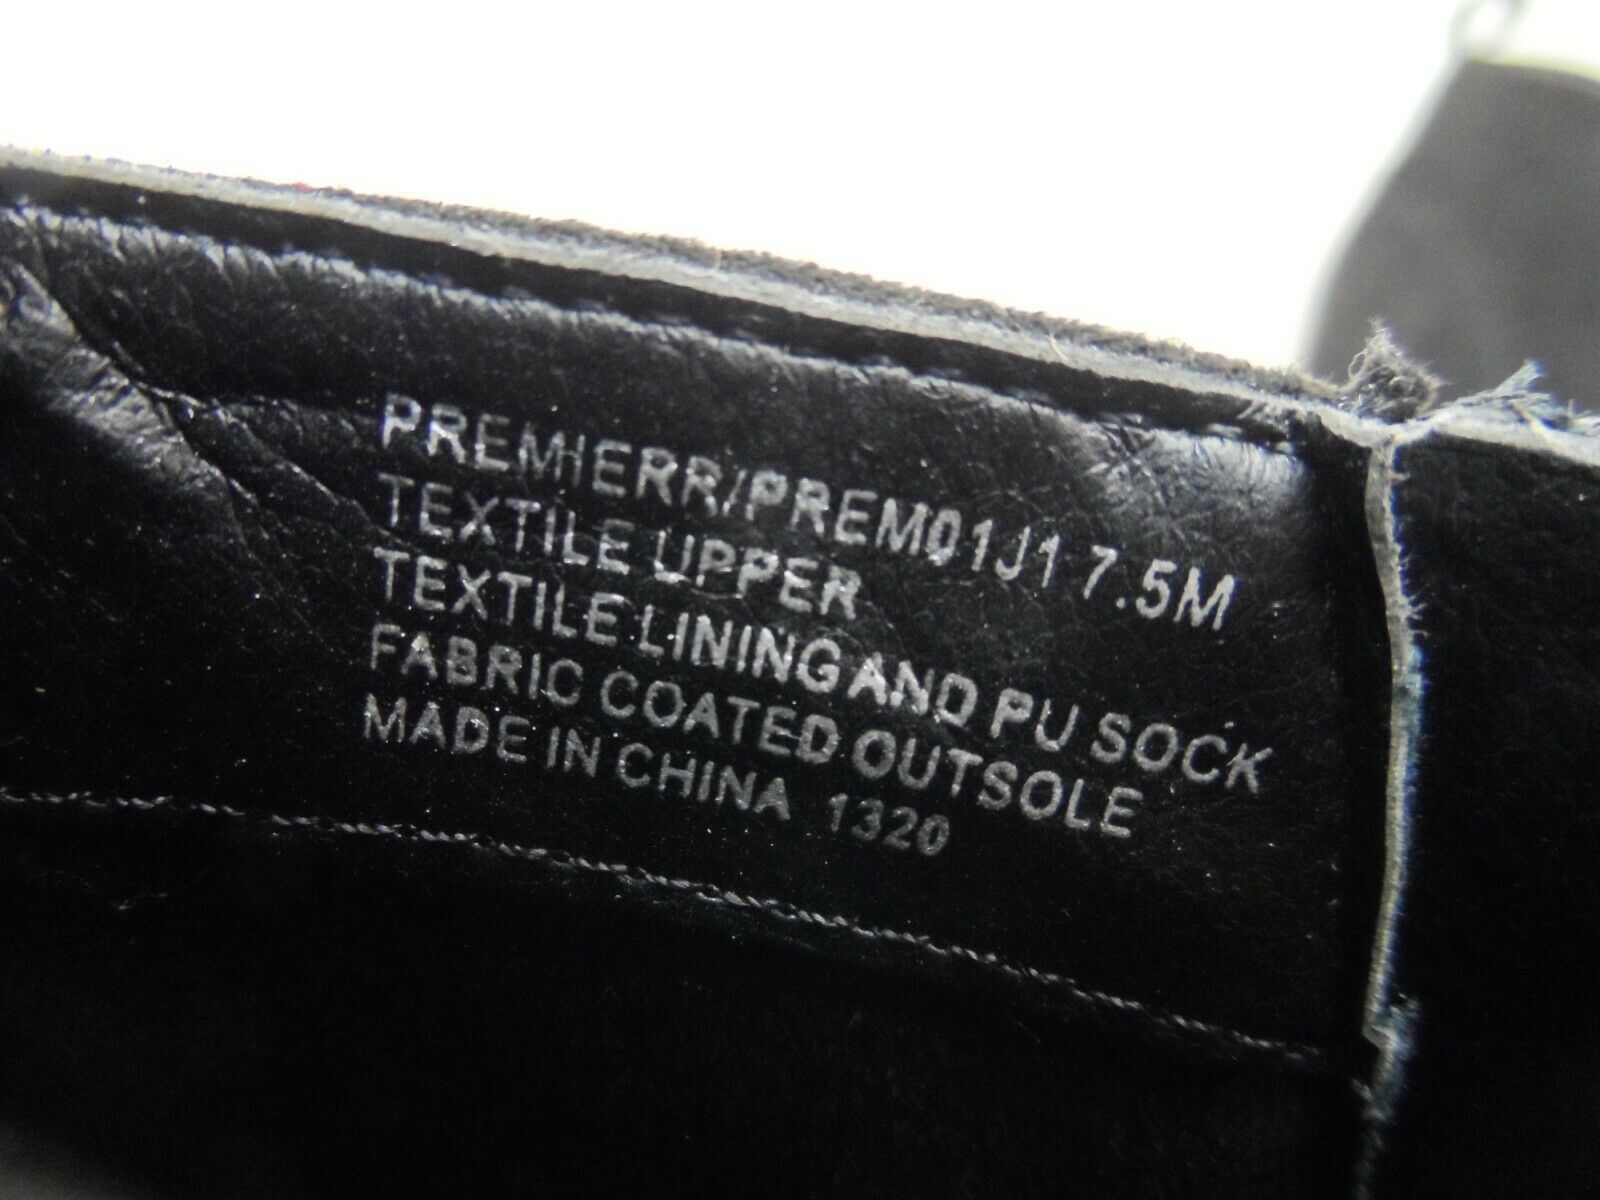 PREMIERR/PREM01J1 7.5M
TEXTILE UPPER
TEXTILE LINING AND PU SOCK
FABRIC COATED OUTSOLE
MADE IN CHINA 1320